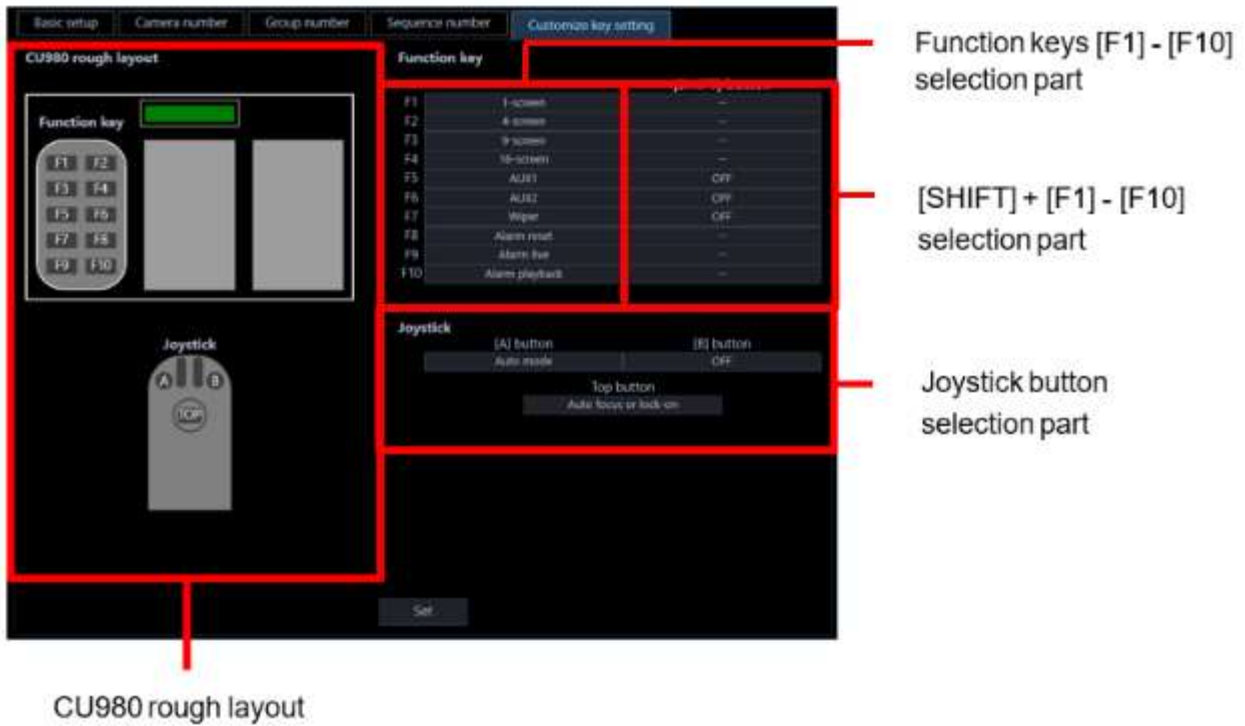 Basic setup Camera number Group number Sequence number Customize key setting
CU980 rough layout
Function key
F1 F2
F3 F4
F5 F6
F7 F8
F9 F10
Joystick
A B
TOP
Function key
F1 1-screen --
F2 4-screen --
F3 9-screen --
F4 16-screen --
F5 AUX1 OFF
F6 AUX2 OFF
F7 Wiper OFF
F8 Alarm reset --
F9 Alarm live --
F10 Alarm playback --
Joystick
[A] button [B] button
Auto mode OFF
Top button
Auto focus or lock-on
Set
Function keys [F1] - [F10]
selection part
[SHIFT] + [F1] - [F10]
selection part
Joystick button
selection part
CU980 rough layout